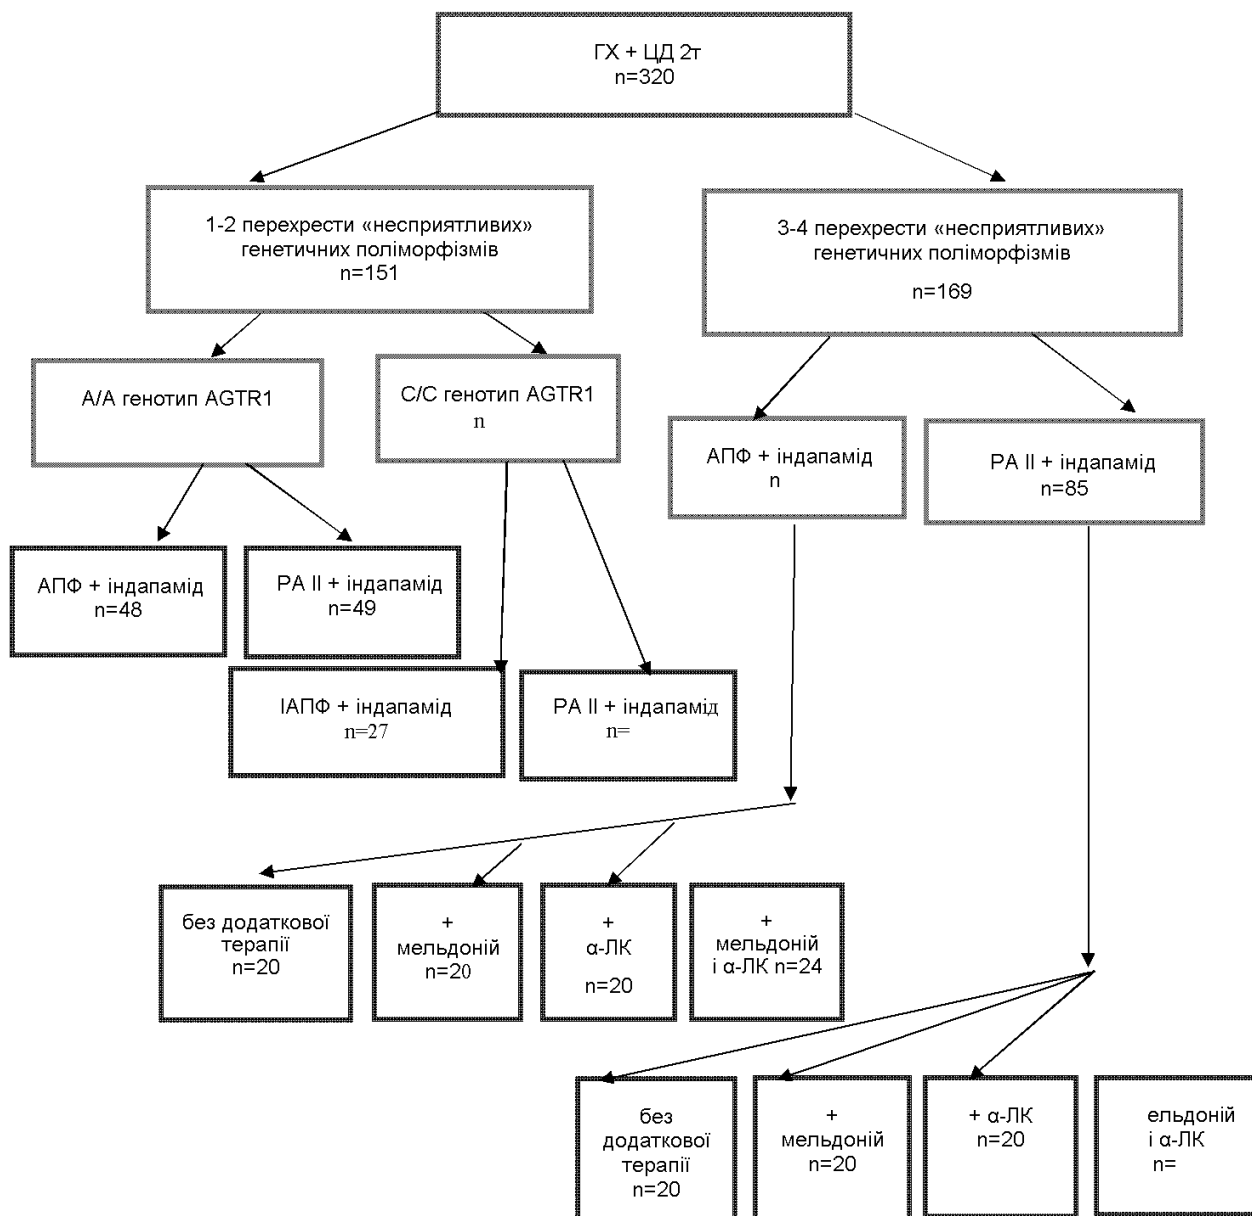 ГХ + ЦД 2т
n=320
1-2 перехрести «несприятливих»
генетичних поліморфізмів
n=151
3-4 перехрести «несприятливих»
генетичних поліморфізмів
n=169
А/А генотип AGTR1
С/С генотип AGTR1
n
АПФ + індапамід
n
РА II + індапамід
n=85
АПФ + індапамід
n=48
РА II + індапамід
n=49
ІАПФ + індапамід
n=27
РА II + індапамід
n=
без додаткової
терапії
n=20
+
мельдоній
n=20
+
α-ЛК
n=20
+
мельдоній
і α-ЛК n=24
без
додаткової
терапії
n=20
+
мельдоній
n=20
+ α-ЛК
n=20
ельдоній
і α-ЛК
n=